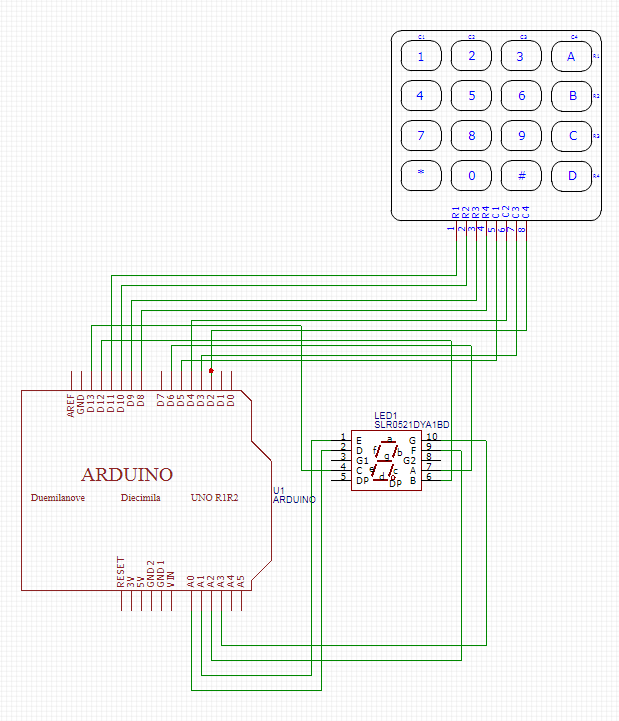 C1 C2 C3 C4
1 2 3 A R1
4 5 6 B R2
7 8 9 C R3
* 0 # D R4
R1 R2 R3 R4 C1 C2 C3 C4
1 2 3 4 5 6 7 8
AREF GND D13 D12 D11 D10 D9 D8 D7 D6 D5 D4 D3 D2 D1 D0
LED1
SLR0521DYA1BD
1 E a G 10
2 D f b F 9
3 G1 g G2 8
4 C e c A 7
5 DP d Dp B 6
ARDUINO
Duemilanove Diecimila UNO R1R2
U1
ARDUINO
RESET 3V 5V GND2 GND1 VIN A0 A1 A2 A3 A4 A5